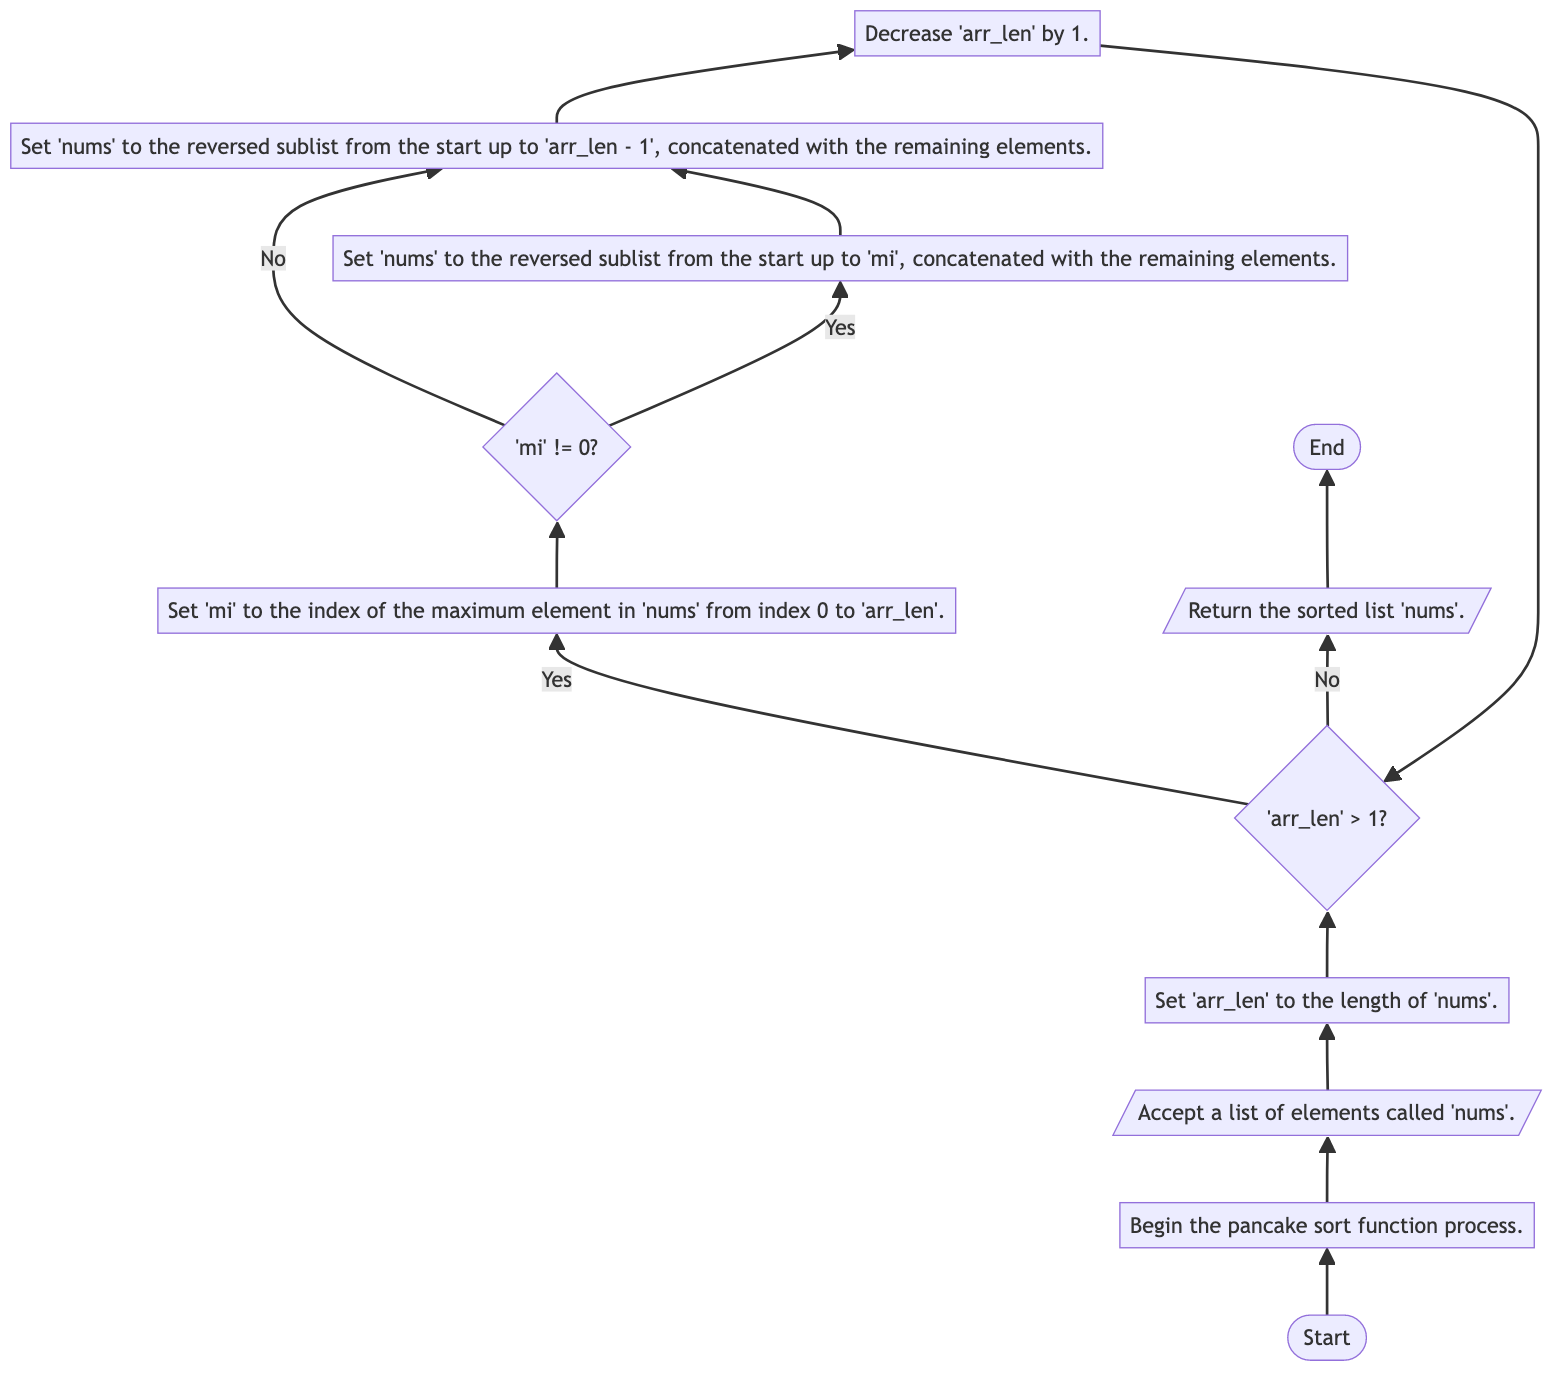 Decrease 'arr_len' by 1.
Set 'nums' to the reversed sublist from the start up to 'arr_len - 1', concatenated with the remaining elements.
No
Set 'nums' to the reversed sublist from the start up to 'mi', concatenated with the remaining elements.
Yes
'mi' != 0?
End
Set 'mi' to the index of the maximum element in 'nums' from index 0 to 'arr_len'.
Return the sorted list 'nums'.
Yes
No
'arr_len' > 1?
Set 'arr_len' to the length of 'nums'.
Accept a list of elements called 'nums'.
Begin the pancake sort function process.
Start